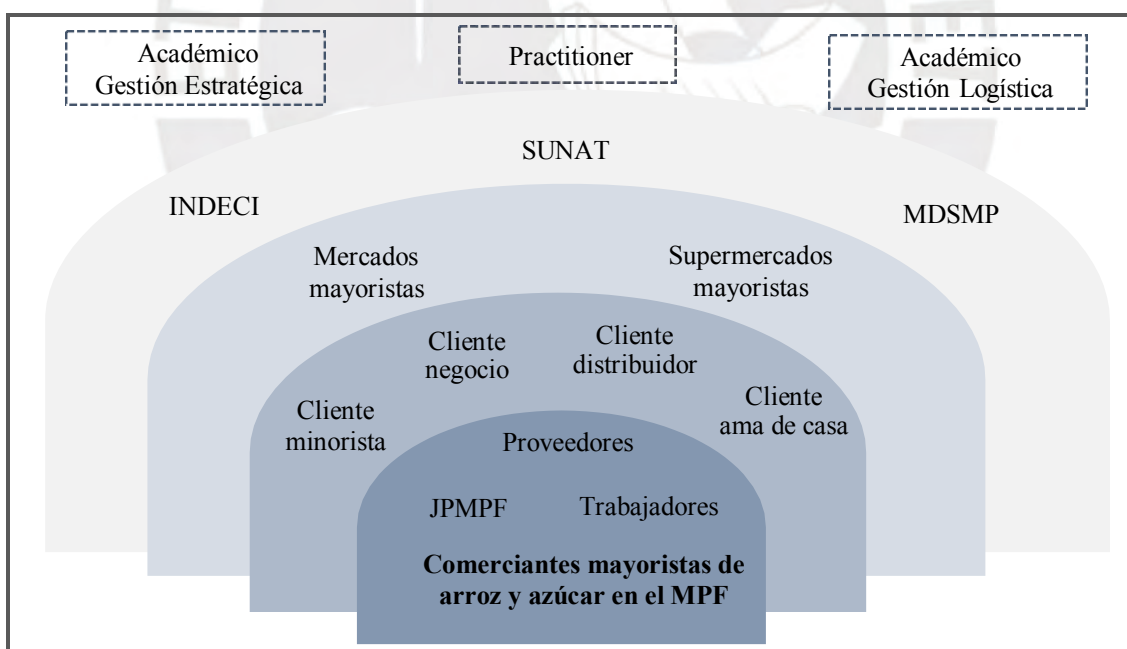 Académico
Gestión Estratégica
Practitioner
Académico
Gestión Logística
SUNAT
INDECI
MDSMP
Mercados
mayoristas
Supermercados
mayoristas
Cliente
negocio
Cliente
distribuidor
Cliente
minorista
Cliente
ama de casa
Proveedores
JPMPF
Trabajadores
Comerciantes mayoristas de
arroz y azúcar en el MPF